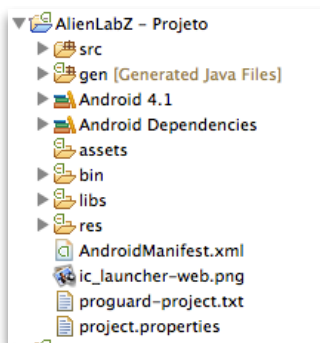 AlienLabZ - Projeto
src
gen [Generated Java Files]
Android 4.1
Android Dependencies
assets
bin
libs
res
AndroidManifest.xml
ic_launcher-web.png
proguard-project.txt
project.properties